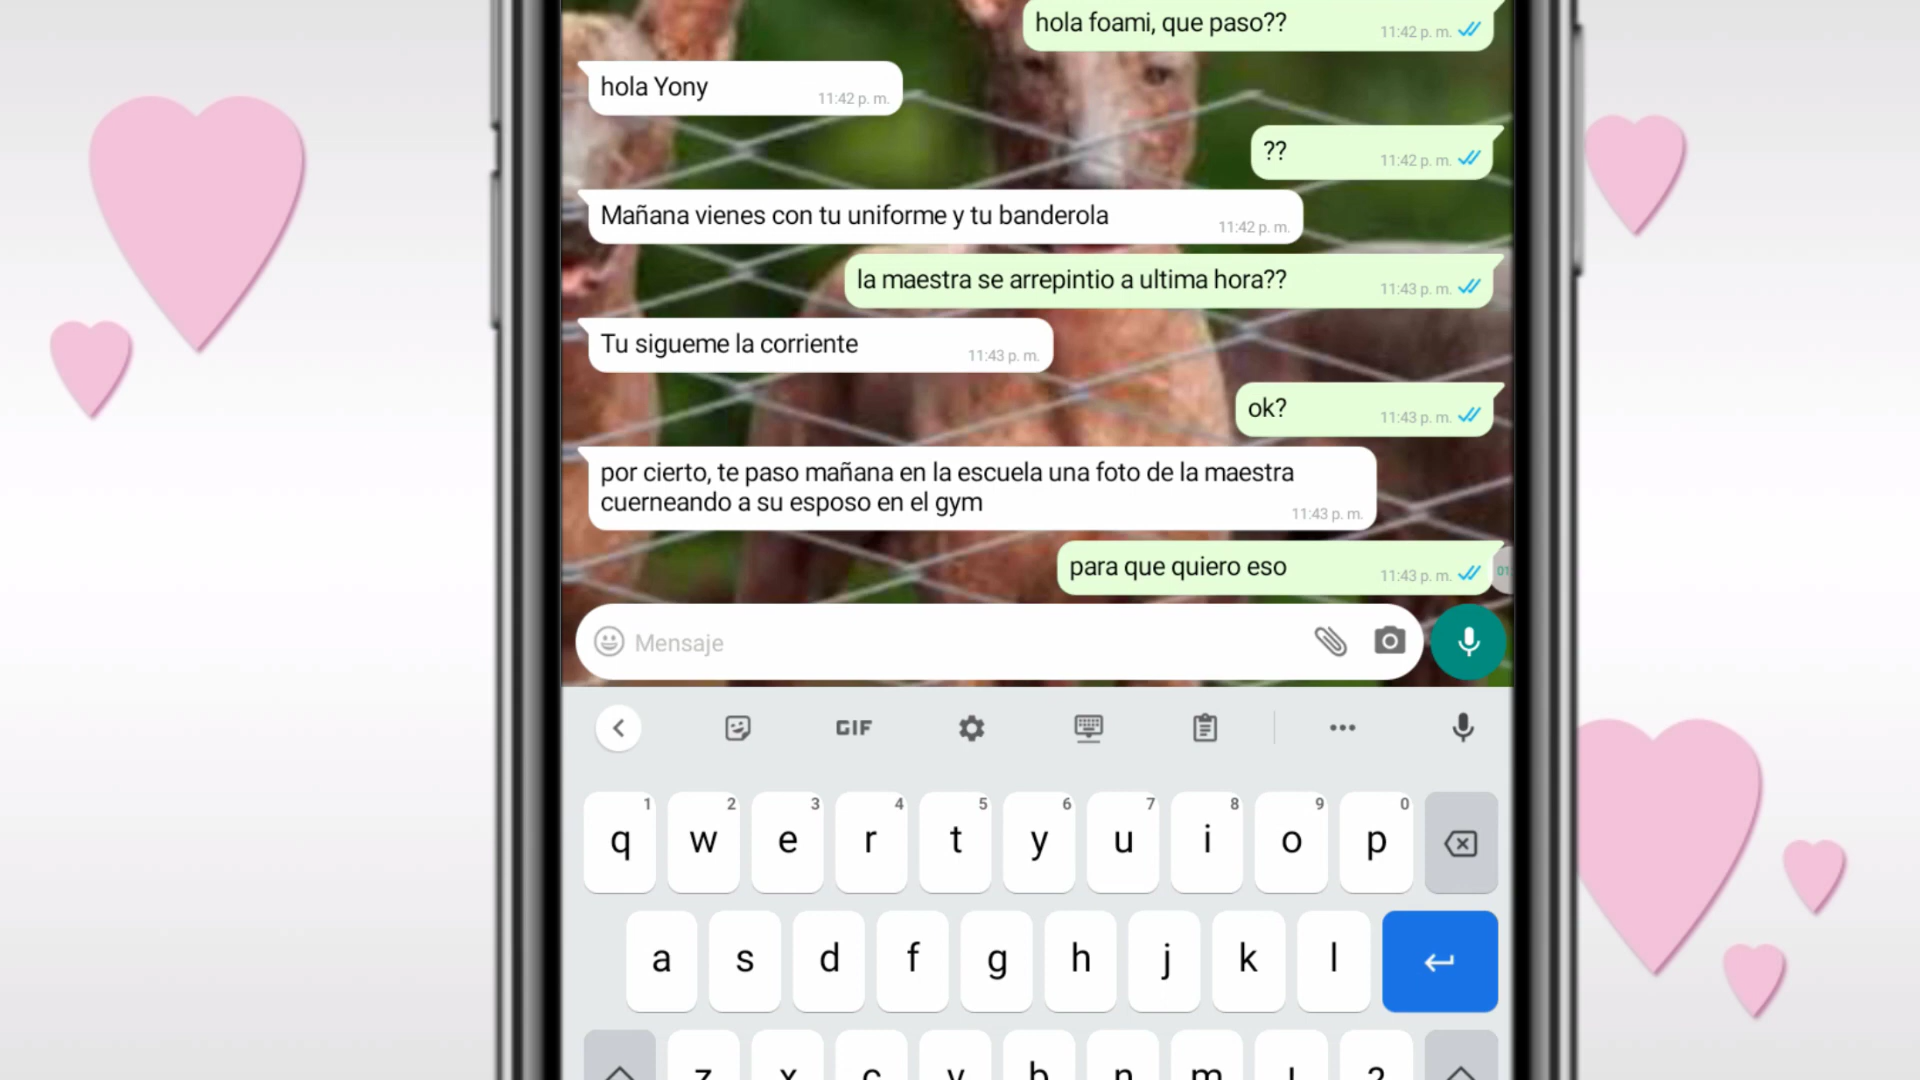 hola foami, que paso??
11:42 p. m.
hola Yony
11:42 p. m.
??
11:42 p. m.
Mañana vienes con tu uniforme y tu banderola
11:42 p. m.
la maestra se arrepintio a ultima hora??
11:43 p. m.
Tu sigueme la corriente
11:43 p. m.
ok?
11:43 p. m.
por cierto, te paso mañana en la escuela una foto de la maestra
cuerneando a su esposo en el gym
11:43 p. m.
para que quiero eso
11:43 p. m.
Mensaje
GIF
1 2 3 4 5 6 7 8 9 0
q w e r t y u i o p
a s d f g h j k l
z x c v b n m ! ?